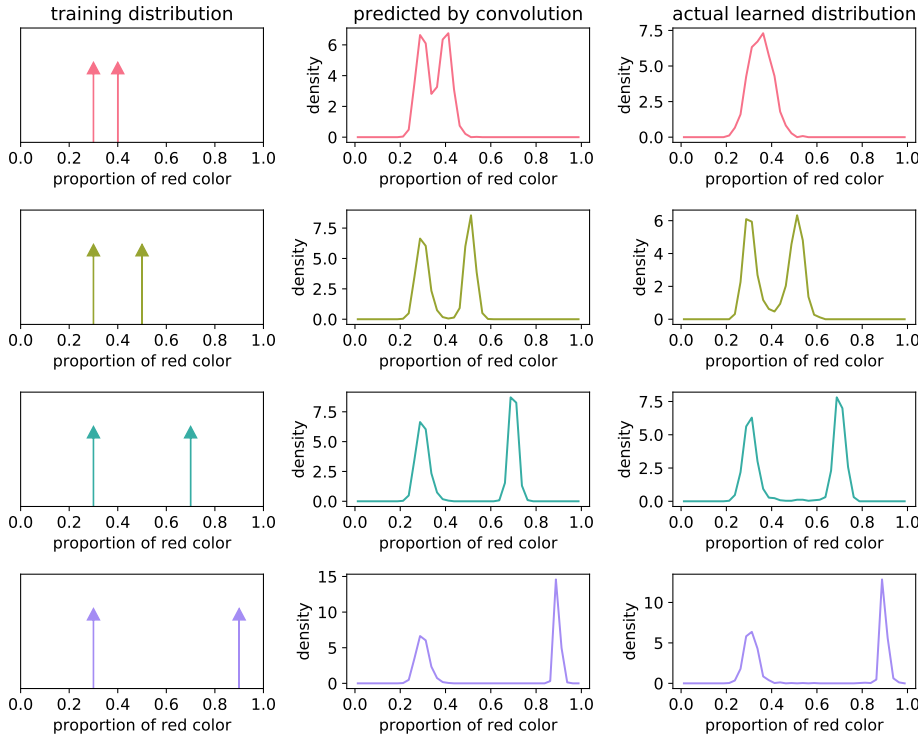 training distribution
predicted by convolution
actual learned distribution
0.0 0.2 0.4 0.6 0.8 1.0
proportion of red color
density
6
4
2
0
0.0 0.2 0.4 0.6 0.8 1.0
proportion of red color
density
7.5
5.0
2.5
0.0
0.0 0.2 0.4 0.6 0.8 1.0
proportion of red color
0.0 0.2 0.4 0.6 0.8 1.0
proportion of red color
density
7.5
5.0
2.5
0.0
0.0 0.2 0.4 0.6 0.8 1.0
proportion of red color
density
6
4
2
0
0.0 0.2 0.4 0.6 0.8 1.0
proportion of red color
0.0 0.2 0.4 0.6 0.8 1.0
proportion of red color
density
7.5
5.0
2.5
0.0
0.0 0.2 0.4 0.6 0.8 1.0
proportion of red color
density
7.5
5.0
2.5
0.0
0.0 0.2 0.4 0.6 0.8 1.0
proportion of red color
0.0 0.2 0.4 0.6 0.8 1.0
proportion of red color
density
15
10
5
0
0.0 0.2 0.4 0.6 0.8 1.0
proportion of red color
density
10
5
0
0.0 0.2 0.4 0.6 0.8 1.0
proportion of red color